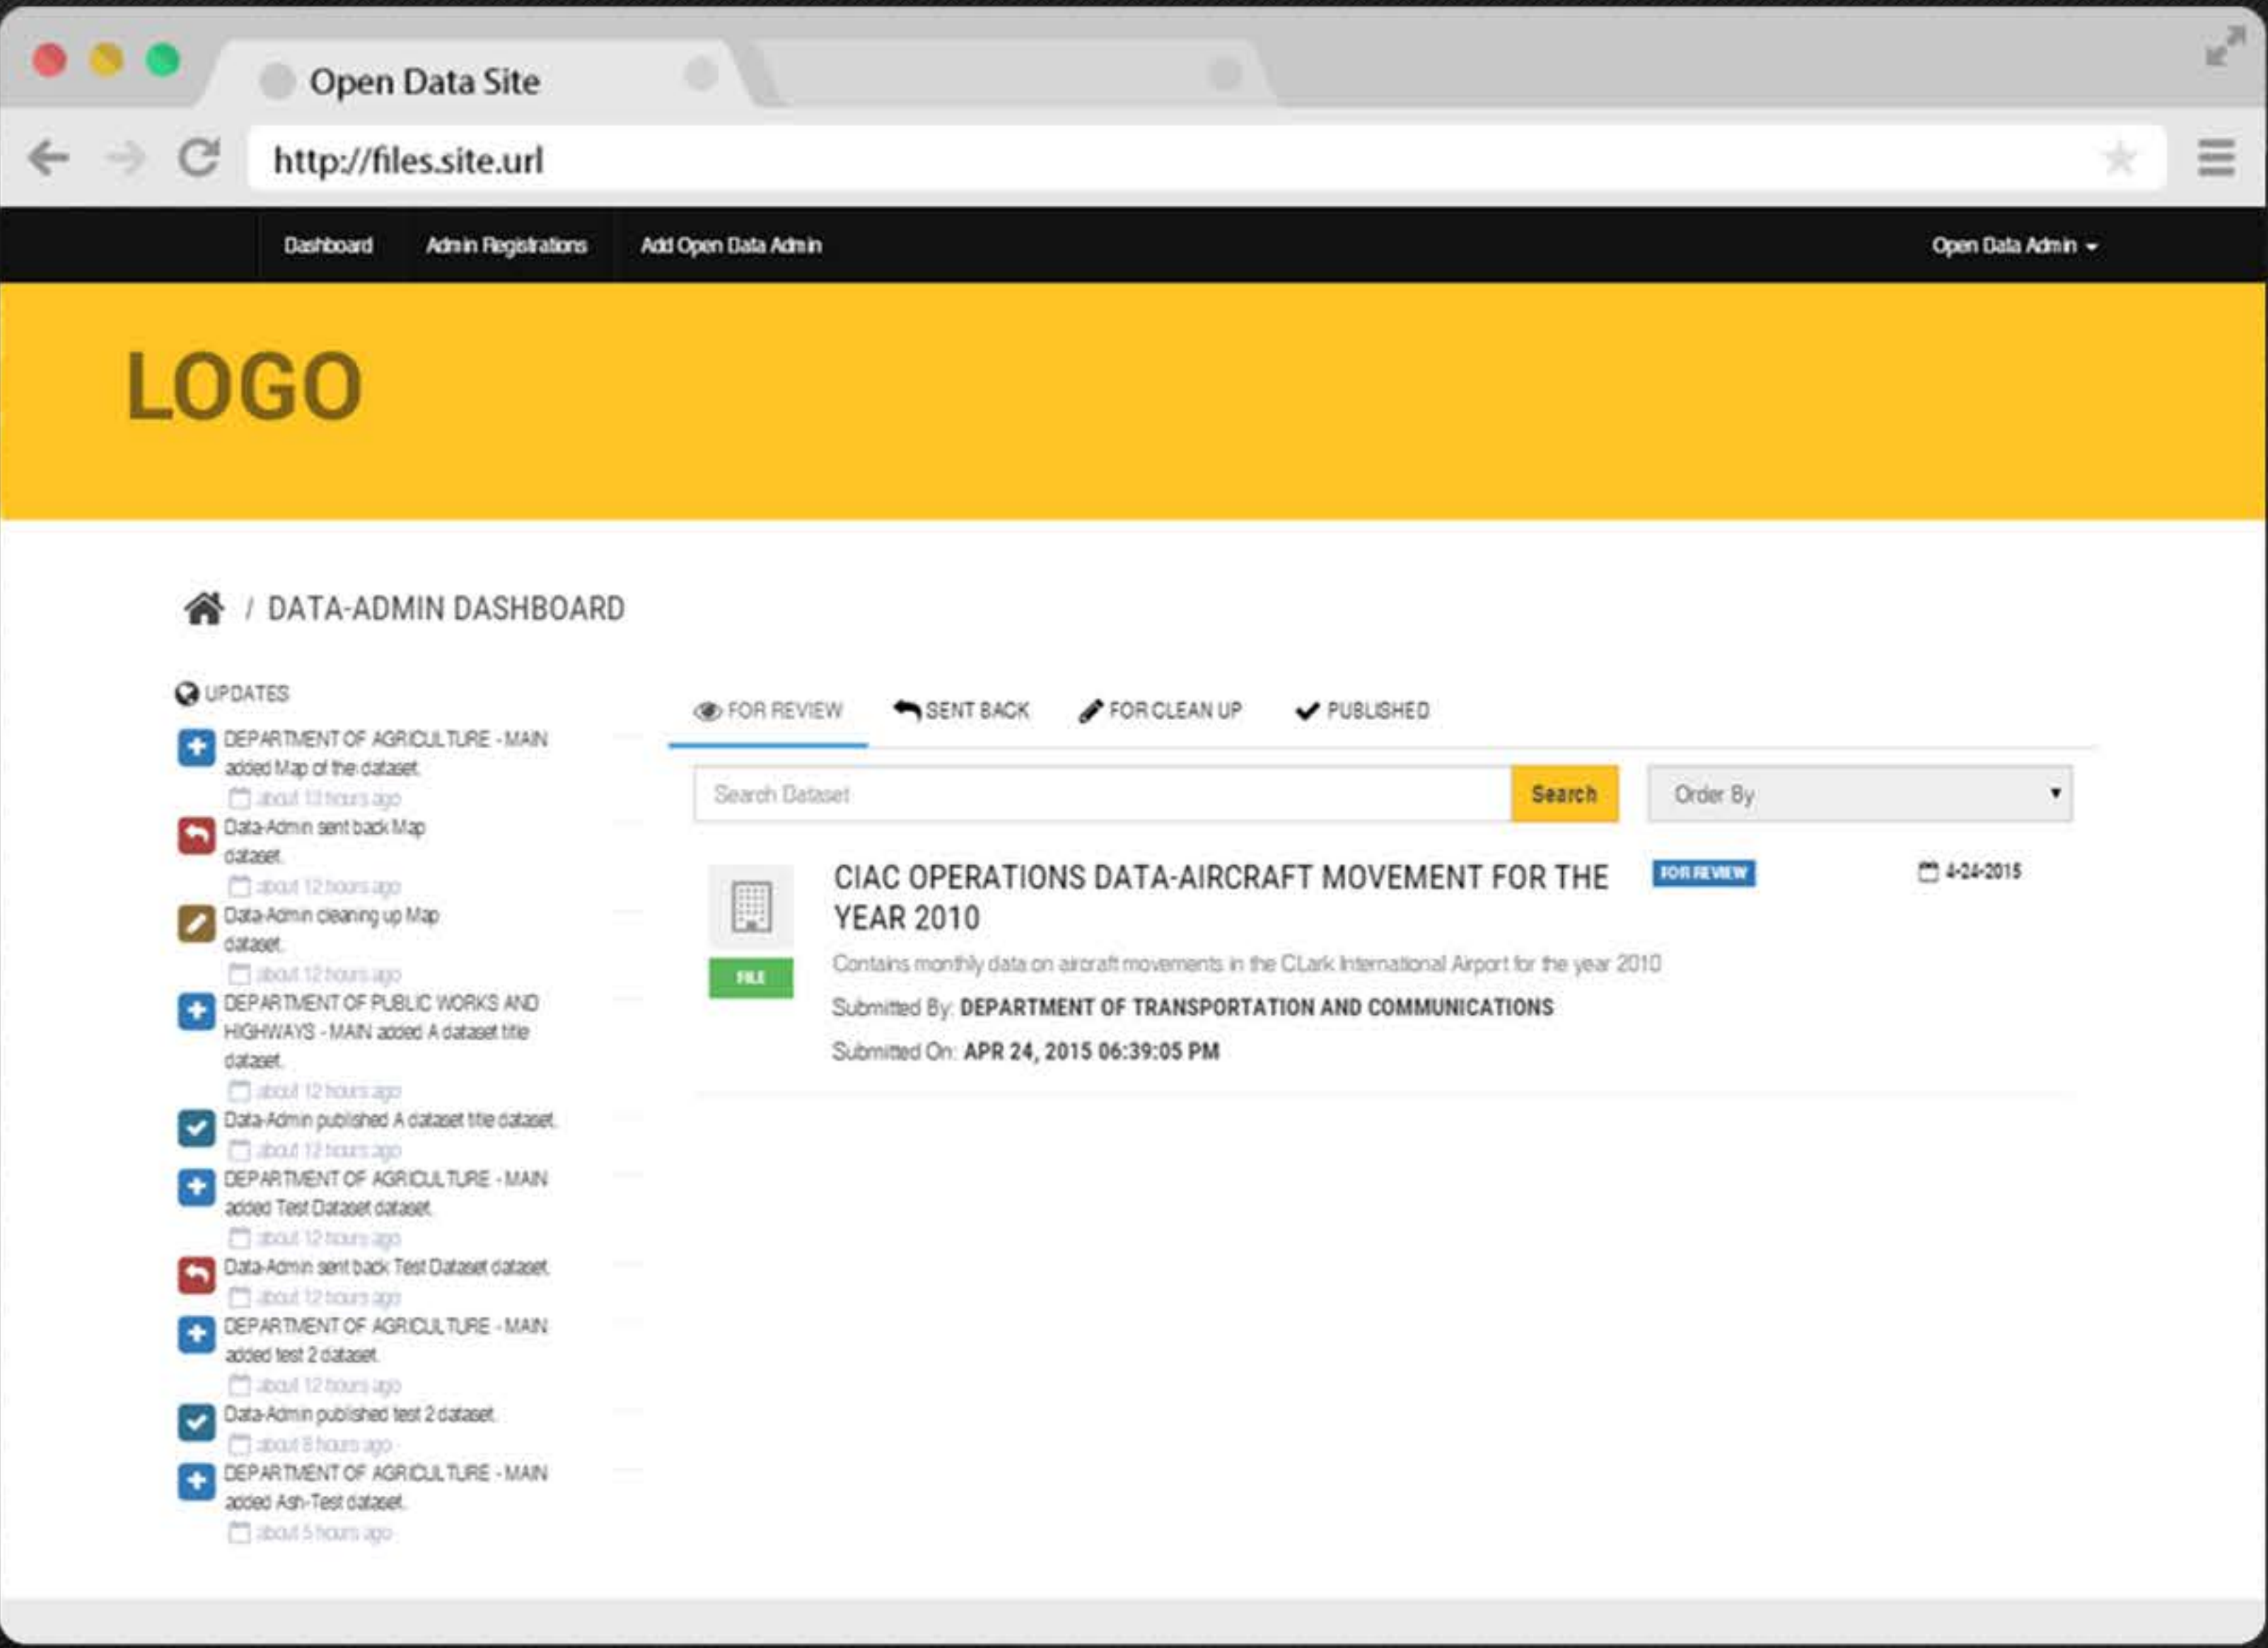 Open Data Site
http://files.site.url
Dashboard
Admin Registrations
Add Open Data Admin
Open Data Admin
LOGO
/ DATA-ADMIN DASHBOARD
UPDATES
DEPARTMENT OF AGRICULTURE - MAIN
added Map of the dataset.
about hours ago
Data-Admin sent back Map
dataset.
about 12 hours ago
Data-Admin cleaning up Map
dataset.
about 12 hours ago
DEPARTMENT OF PUBLIC WORKS AND
HIGHWAYS - MAIN added A dataset title
dataset.
about 12 hours ago
Data-Admin published A dataset title dataset.
about hours ago
DEPARTMENT OF AGRICULTURE - MAIN
added Test Dataset dataset.
about 12 hours ago
Data-Admin sent back Test Dataset dataset.
about 12 hours ago
DEPARTMENT OF AGRICULTURE - MAIN
added test 2 dataset.
about 12 hours ago
Data-Admin published test 2 dataset.
about 8 hours ago
DEPARTMENT OF AGRICULTURE - MAIN
added Ash-Test dataset.
about 5 hours ago
FOR REVIEW
SENT BACK
FOR CLEAN UP
PUBLISHED
Search Dataset
Search
Order By
CIAC OPERATIONS DATA-AIRCRAFT MOVEMENT FOR THE
YEAR 2010
FOR REVIEW
4-24-2015
FILE
Contains monthly data on aircraft movements in the CLark International Airport for the year 2010
Submitted By: DEPARTMENT OF TRANSPORTATION AND COMMUNICATIONS
Submitted On: APR 24, 2015 06:39:05 PM